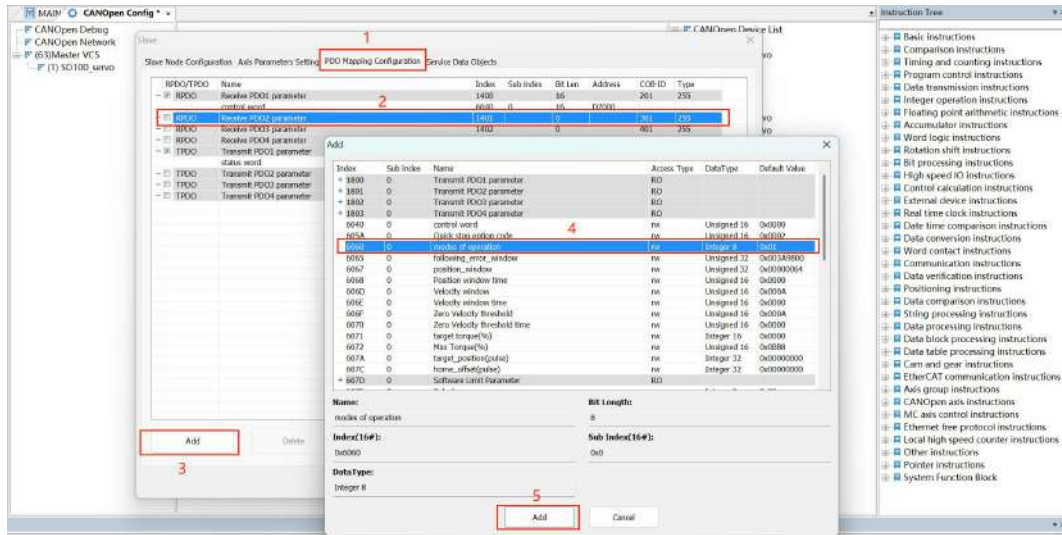 MAIN CANOpen Config *
CANOpen Debug
CANOpen Network
(63)Master VC5
(1) SD100_servo
Slave
1
Slave Node Configuration Axis Parameters Setting PDO Mapping Configuration Service Data Objects
RPDO/TPDO Name Index Sub Index Bit Len Address COB-ID Type
RPDO Receive PDO1 parameter 1400 16 201 255
control word 6040 0 16 D7000
2
RPDO Receive PDO2 parameter 1401 0 301 255
RPDO Receive PDO3 parameter 1402 0 401 255
RPDO Receive PDO4 parameter
TPDO Transmit PDO1 parameter
status word
TPDO Transmit PDO2 parameter
TPDO Transmit PDO3 parameter
TPDO Transmit PDO4 parameter
Add Delete
3
Add
Index Sub Index Name Access Type DataType Default Value
1800 0 Transmit PDO1 parameter RO
1801 0 Transmit PDO2 parameter RO
1802 0 Transmit PDO3 parameter RO
1803 0 Transmit PDO4 parameter RO
6040 0 control word rw Unsigned 16 0x0000
4
605A 0 Quick stop option code rw Unsigned 16 0x0002
6060 0 modes of operation rw Integer 8 0x01
6065 0 following_error_window rw Unsigned 32 0x003A9800
6067 0 position_window rw Unsigned 32 0x00000064
6068 0 Position window time rw Unsigned 16 0x0000
606D 0 Velocity window rw Unsigned 16 0x000A
606E 0 Velocity window time rw Unsigned 16 0x0000
606F 0 Zero Velocity threshold rw Unsigned 16 0x000A
6070 0 Zero Velocity threshold time rw Unsigned 16 0x0000
6071 0 target torque(%) rw Integer 16 0x0000
6072 0 Max Torque(%) rw Unsigned 16 0x0BB8
607A 0 target_position(pulse) rw Integer 32 0x00000000
607C 0 home_offset(pulse) rw Integer 32 0x00000000
607D 0 Software Limit Parameter RO
Name: Bit Length:
modes of operation 8
Index(16#): Sub Index(16#):
0x6060 0x0
DataType:
Integer 8
5
Add Cancel
CANOpen Device List
Instruction Tree
Basic instructions
Comparison instructions
Timing and counting instructions
Program control instructions
Data transmission instructions
Integer operation instructions
Floating point arithmetic instructions
Accumulator instructions
Word logic instructions
Rotation shift instructions
Bit processing instructions
High speed IO instructions
Control calculation instructions
External device instructions
Real time clock instructions
Date time comparison instructions
Data conversion instructions
Word contact instructions
Communication instructions
Data verification instructions
Positioning instructions
Data comparison instructions
String processing instructions
Data processing instructions
Data block processing instructions
Data table processing instructions
Cam and gear instructions
EtherCAT communication instructions
Axis group instructions
CANOpen axis instructions
MC axis control instructions
Ethernet free protocol instructions
Local high speed counter instructions
Other instructions
Pointer instructions
System Function Block